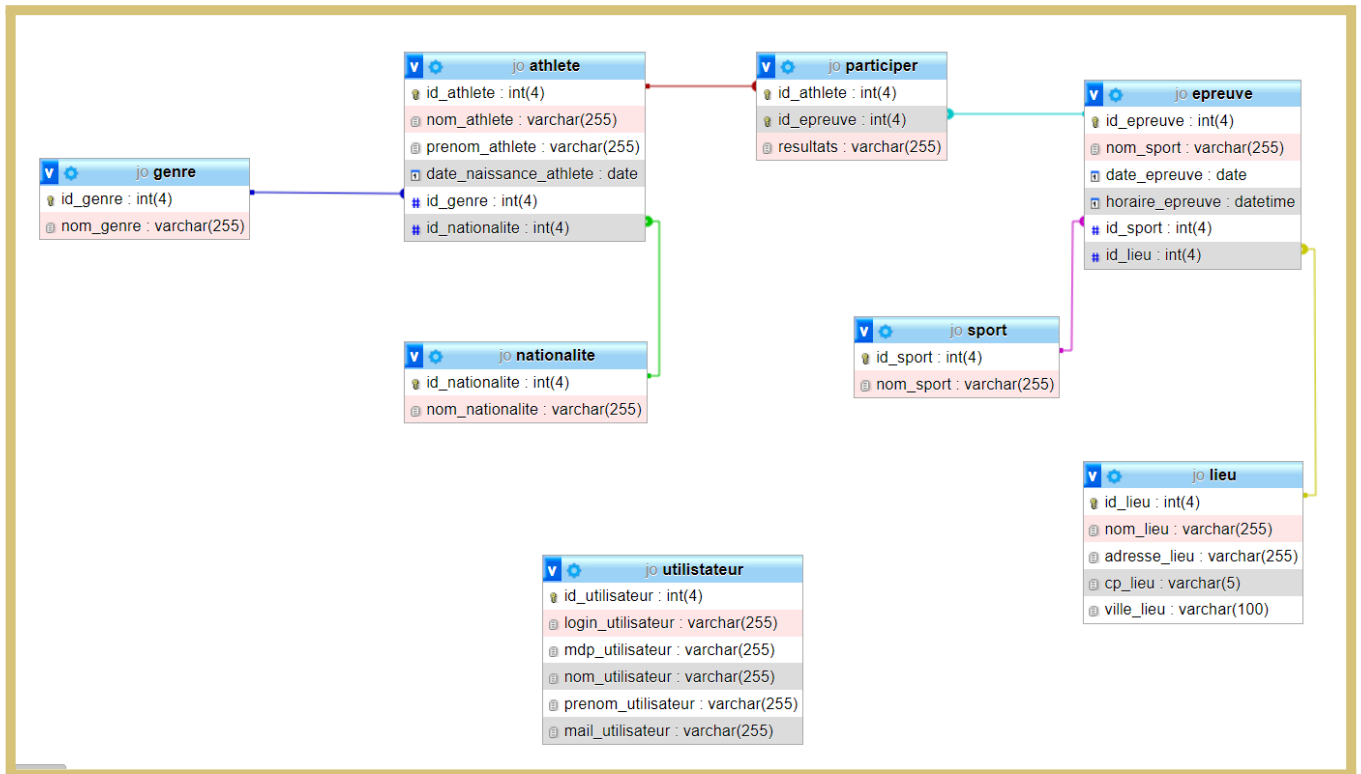 jo genre
id_genre : int(4)
nom_genre : varchar(255)
jo athlete
id_athlete : int(4)
nom_athlete : varchar(255)
prenom_athlete : varchar(255)
date_naissance_athlete : date
id_genre : int(4)
id_nationalite : int(4)
jo nationalite
id_nationalite : int(4)
nom_nationalite : varchar(255)
jo participer
id_athlete : int(4)
id_epreuve : int(4)
resultats : varchar(255)
jo epreuve
id_epreuve : int(4)
nom_sport : varchar(255)
date_epreuve : date
horaire_epreuve : datetime
id_sport : int(4)
id_lieu : int(4)
jo sport
id_sport : int(4)
nom_sport : varchar(255)
jo lieu
id_lieu : int(4)
nom_lieu : varchar(255)
adresse_lieu : varchar(255)
cp_lieu : varchar(5)
ville_lieu : varchar(100)
jo utilistateur
id_utilisateur : int(4)
login_utilisateur : varchar(255)
mdp_utilisateur : varchar(255)
nom_utilisateur : varchar(255)
prenom_utilisateur : varchar(255)
mail_utilisateur : varchar(255)